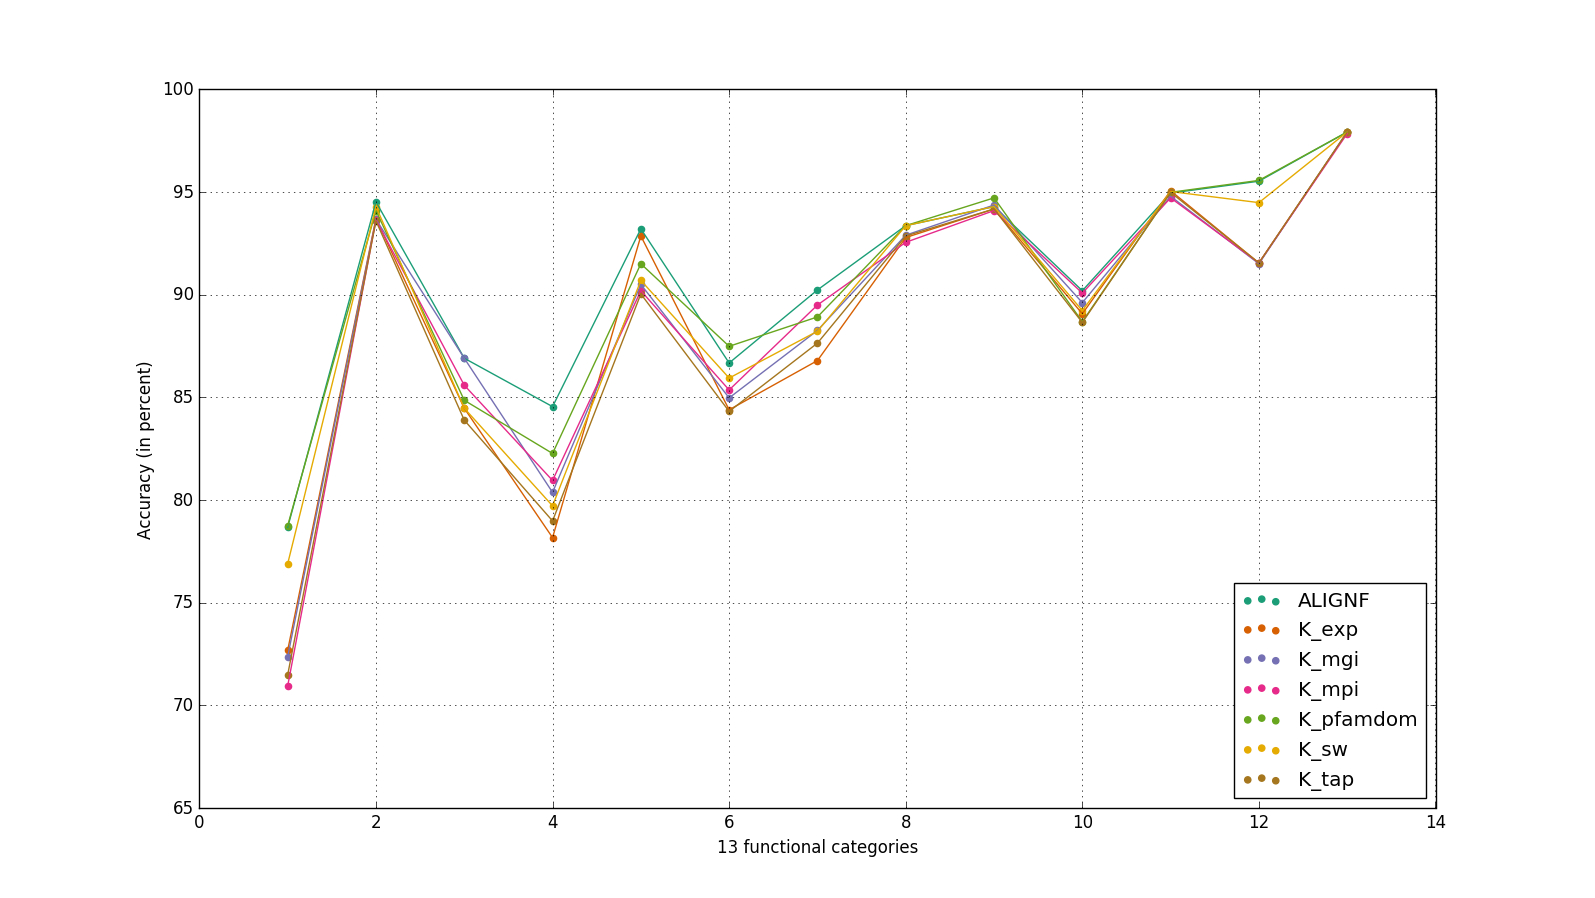 100
95
90
85
80
75
70
65
Accuracy (in percent)
0 2 4 6 8 10 12 14
13 functional categories
ALIGNF
K_exp
K_mgi
K_mpi
K_pfamdom
K_sw
K_tap